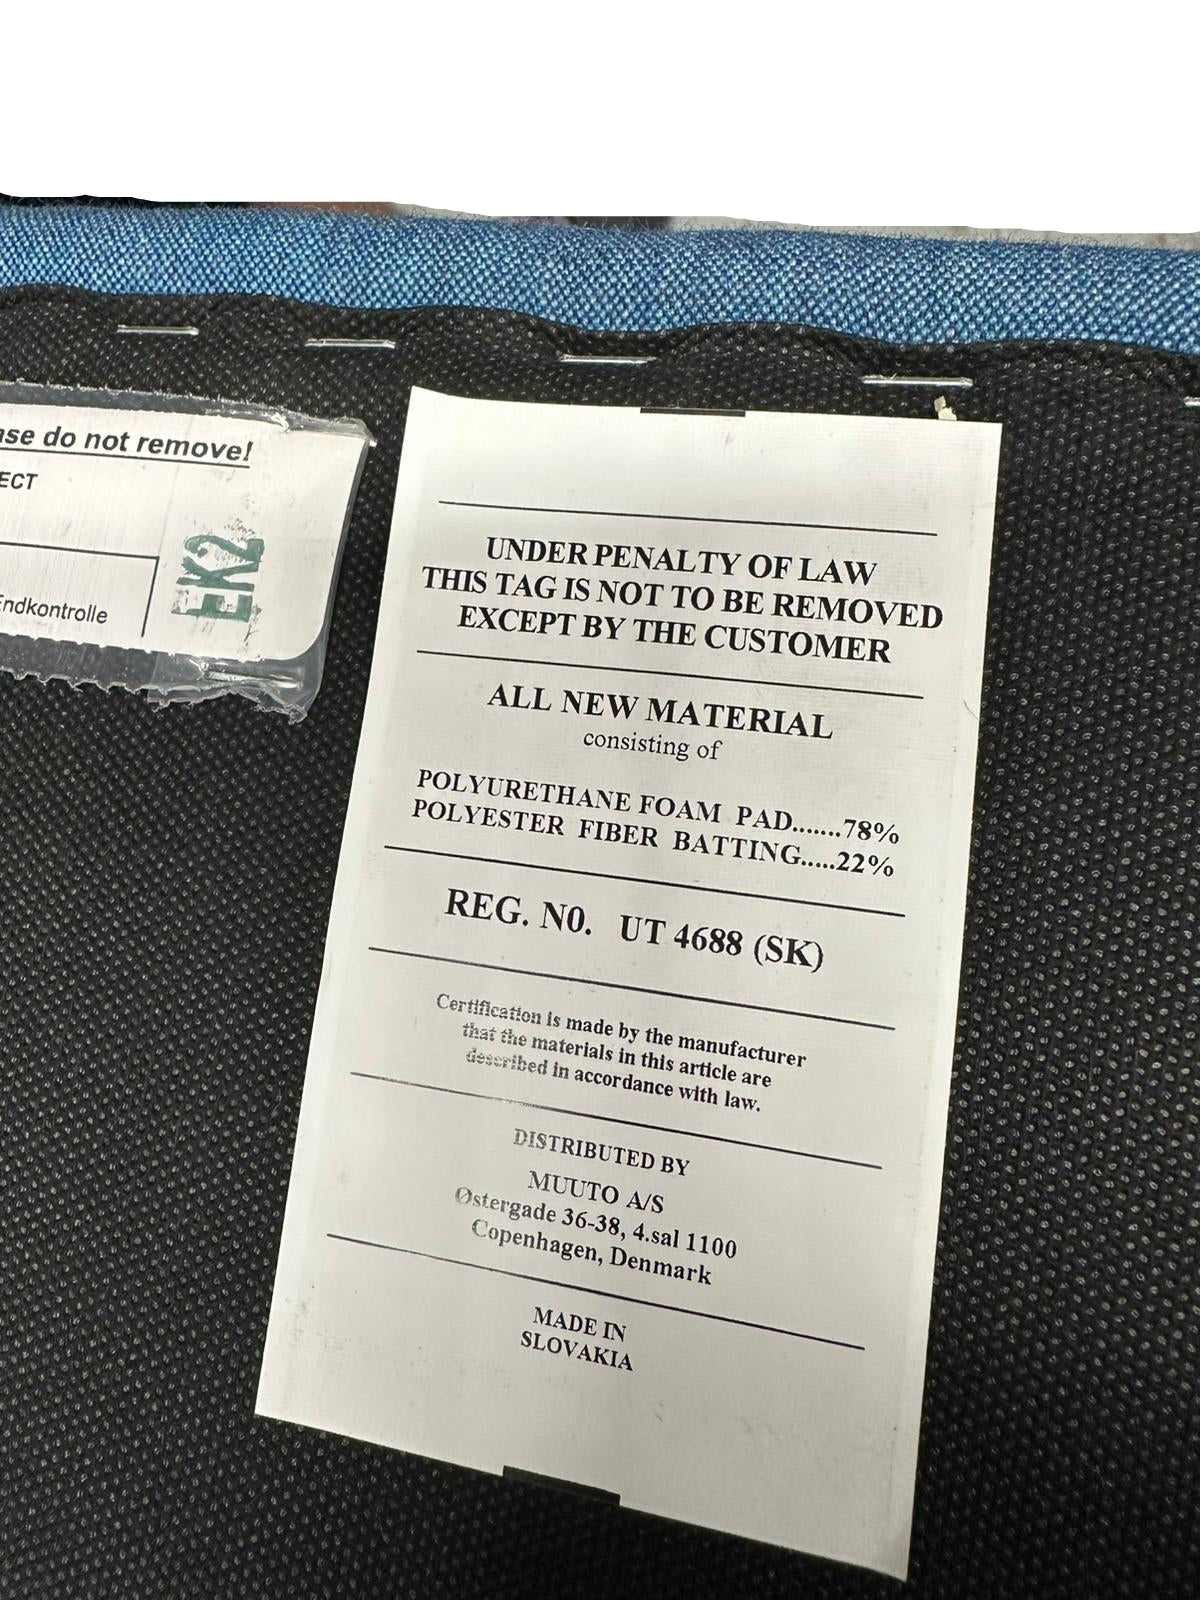 se do not remove!
ECT
EK2
Endkontrolle
UNDER PENALTY OF LAW
THIS TAG IS NOT TO BE REMOVED
EXCEPT BY THE CUSTOMER
ALL NEW MATERIAL
consisting of
POLYURETHANE FOAM PAD.......78%
POLYESTER FIBER BATTING.....22%
REG. N0. UT 4688 (SK)
Certification is made by the manufacturer
that the materials in this article are
described in accordance with law.
DISTRIBUTED BY
MUUTO A/S
Østergade 36-38, 4.sal 1100
Copenhagen, Denmark
MADE IN
SLOVAKIA